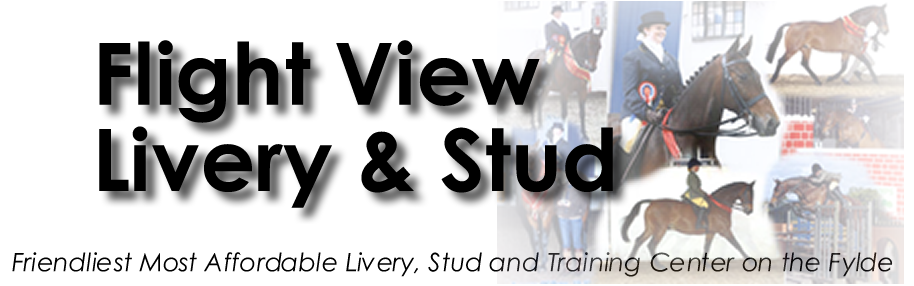 Flight View
Livery & Stud
Friendliest Most Affordable Livery, Stud and Training Center on the Fylde